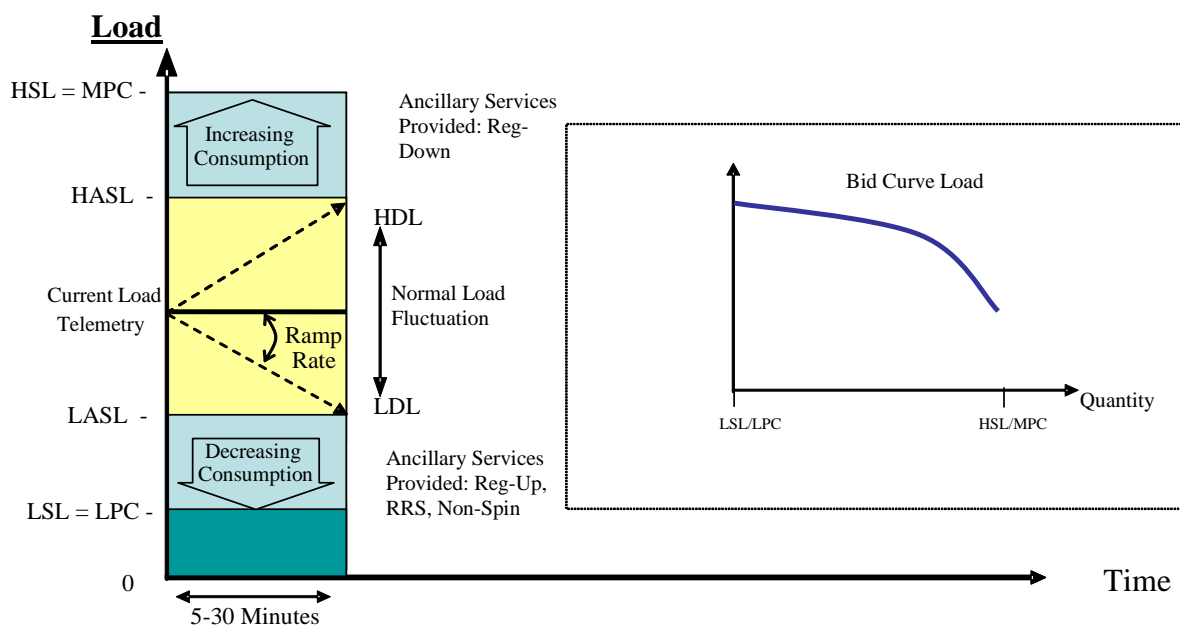 Load
HSL = MPC -
Increasing
Consumption
Ancillary Services
Provided: Reg-
Down
HASL -
HDL
Current Load
Telemetry
Normal Load
Fluctuation
Ramp
Rate
LASL -
LDL
Decreasing
Consumption
Ancillary Services
Provided: Reg-Up,
RRS, Non-Spin
LSL = LPC -
0
Time
5-30 Minutes
Bid Curve Load
Quantity
LSL/LPC
HSL/MPC